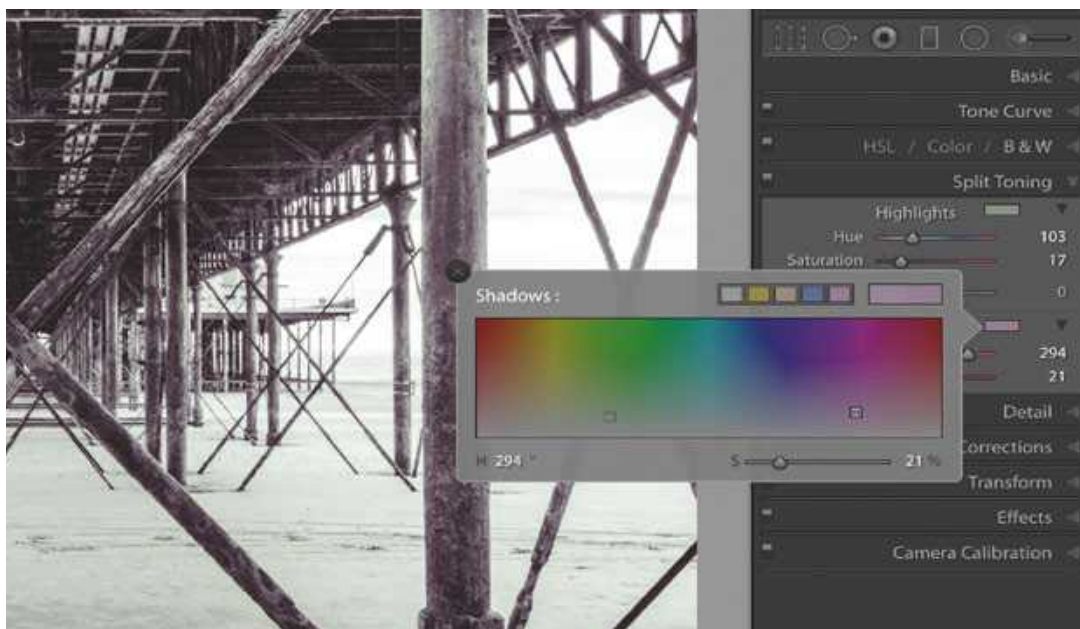 Basic
Tone Curve
HSL / Color / B & W
Split Toning
Highlights
Hue 103
Saturation 17
0
Shadows :
294
21
H 294 ° S 21 %
Detail
Corrections
Transform
Effects
Camera Calibration